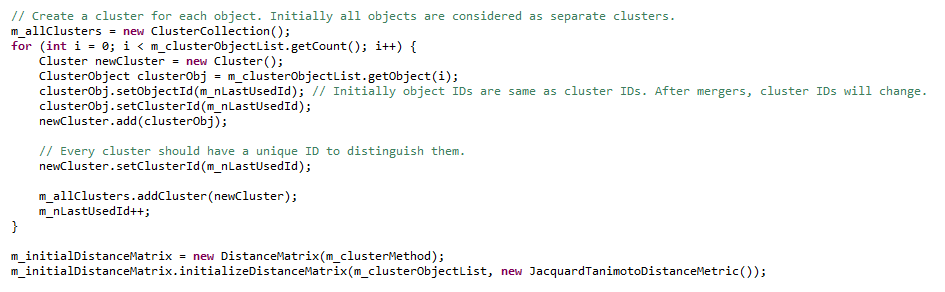 // Create a cluster for each object. Initially all objects are considered as separate clusters.
m_allClusters = new ClusterCollection();
for (int i = 0; i < m_clusterObjectList.getCount(); i++) {
    Cluster newCluster = new Cluster();
    ClusterObject clusterObj = m_clusterObjectList.getObject(i);
    clusterObj.setObjectId(m_nLastUsedId); // Initially object IDs are same as cluster IDs. After mergers, cluster IDs will change.
    clusterObj.setClusterId(m_nLastUsedId);
    newCluster.add(clusterObj);

    // Every cluster should have a unique ID to distinguish them.
    newCluster.setClusterId(m_nLastUsedId);

    m_allClusters.addCluster(newCluster);
    m_nLastUsedId++;
}

m_initialDistanceMatrix = new DistanceMatrix(m_clusterMethod);
m_initialDistanceMatrix.initializeDistanceMatrix(m_clusterObjectList, new JacquardTanimotoDistanceMetric());